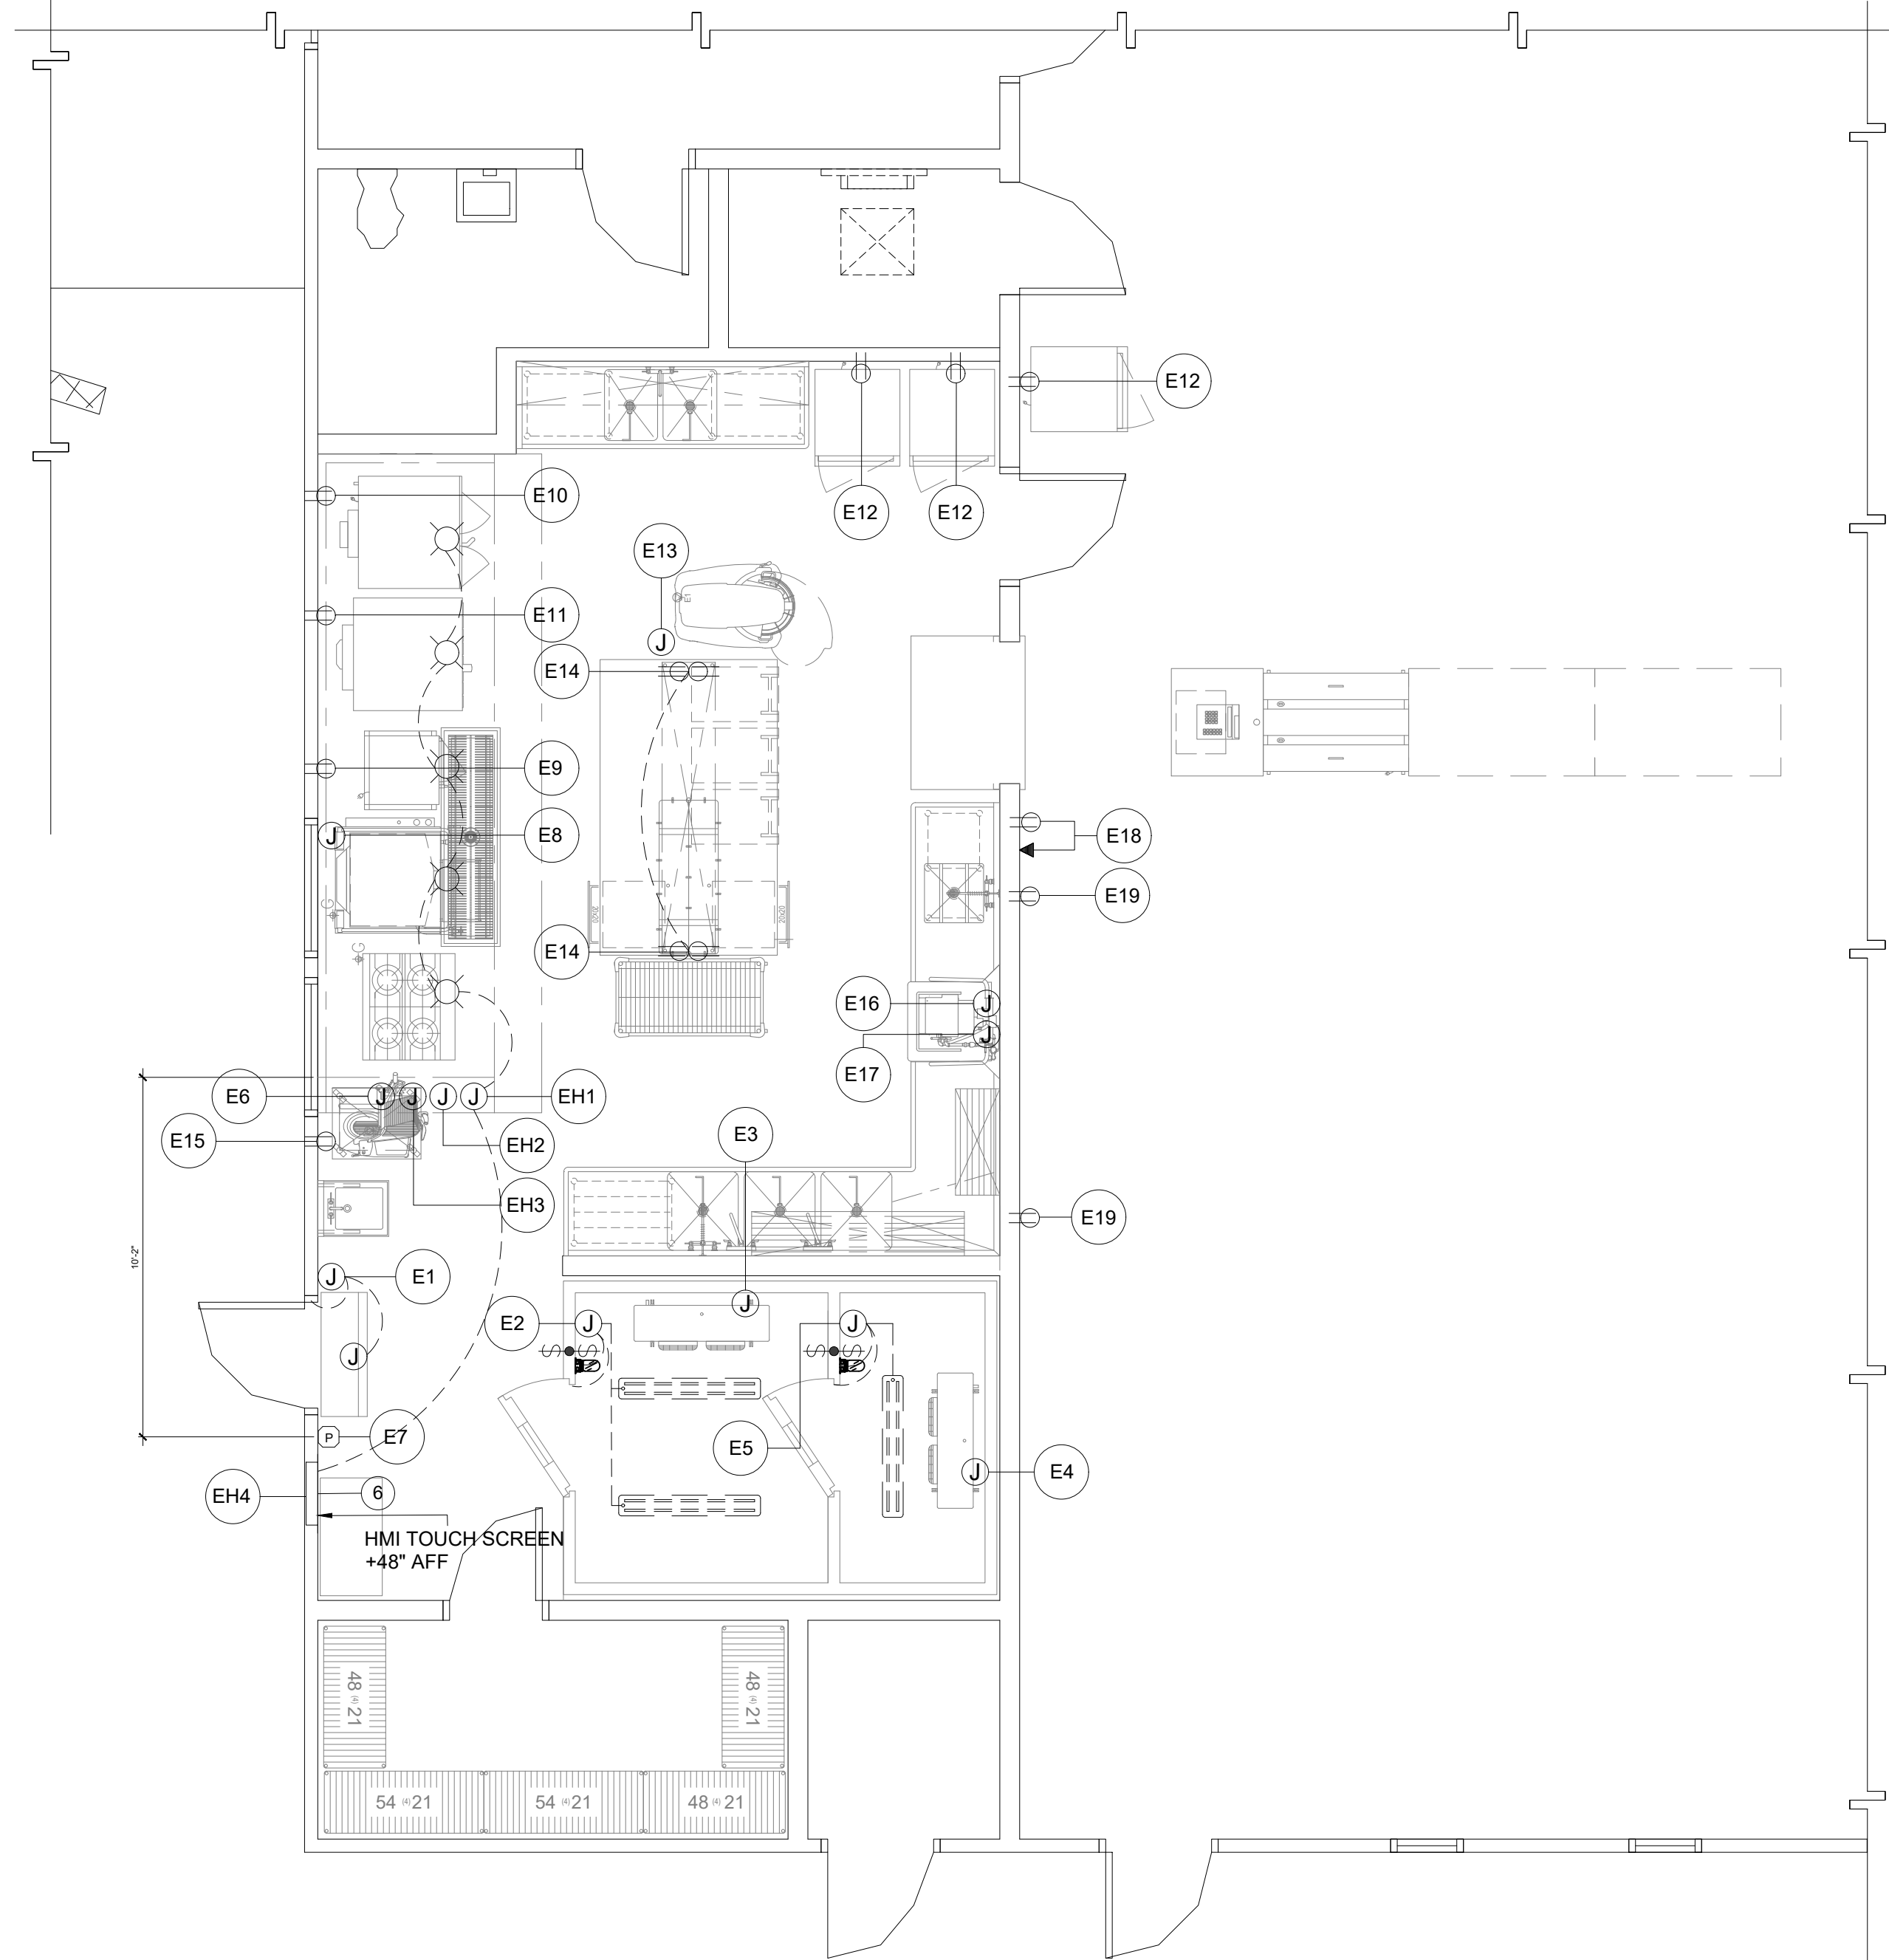 E12
E10
E12
E12
E13
E11
E14
E9
E8
E18
G
E19
20x20
20x20
G
E14
E16
J
J
E17
E6
J
J
J
J
EH1
E3
E15
EH2
EH3
E19
10'-2"
J
E1
J
J
E2
J
J
S
S
S
S
J
P
E7
E5
J
E4
EH4
6
HMI TOUCH SCREEN
+48" AFF
48 (4) 21
48 (4) 21
54 (4) 21
54 (4) 21
48 (4) 21
J
J